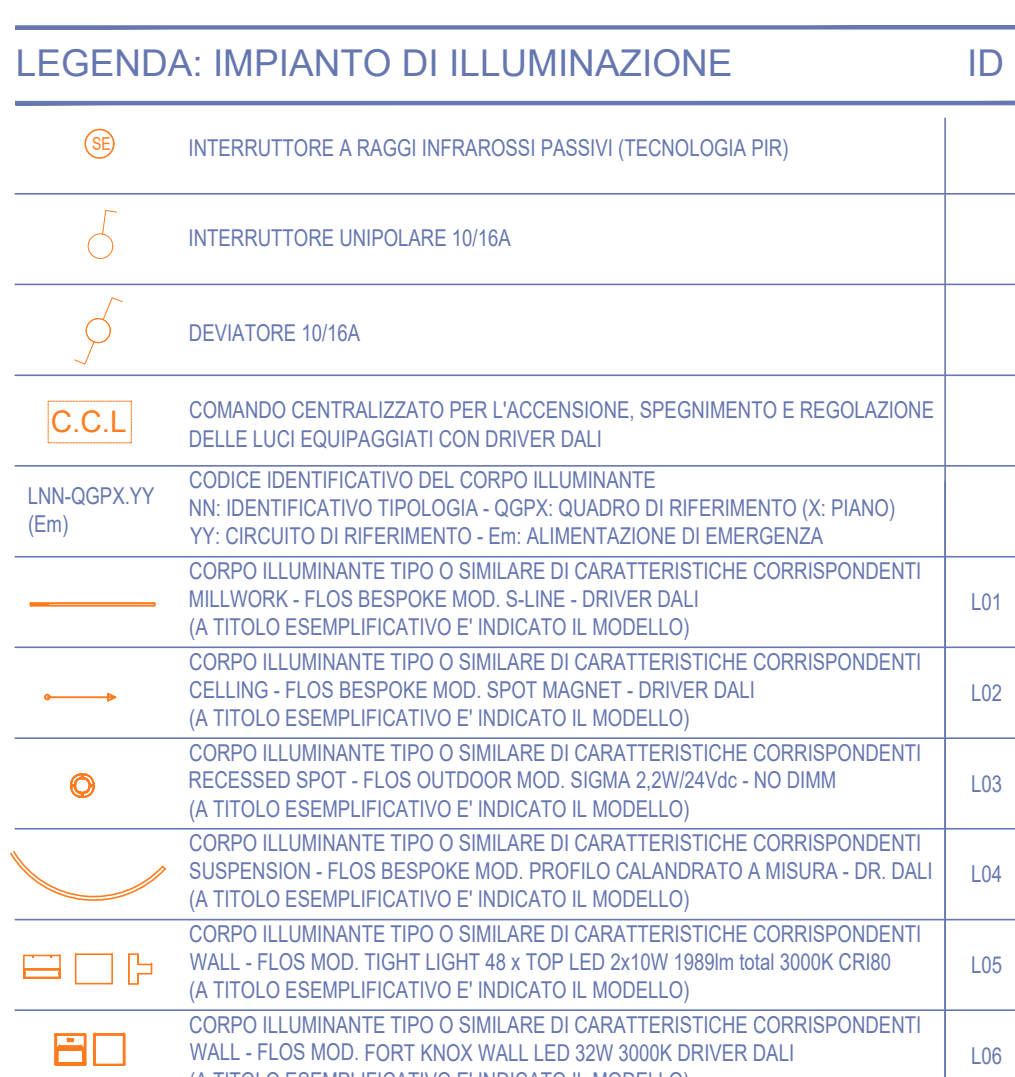 LEGENDA: IMPIANTO DI ILLUMINAZIONE ID
SE INTERRUTTORE A RAGGI INFRAROSSI PASSIVI (TECNOLOGIA PIR)
INTERRUTTORE UNIPOLARE 10/16A
DEVIATORE 10/16A
C.C.L
COMANDO CENTRALIZZATO PER L'ACCENSIONE, SPEGNIMENTO E REGOLAZIONE
DELLE LUCI EQUIPAGGIATI CON DRIVER DALI
LNN-QGPX.YY
(Em)
CODICE IDENTIFICATIVO DEL CORPO ILLUMINANTE
NN: IDENTIFICATIVO TIPOLOGIA - QGPX: QUADRO DI RIFERIMENTO (X: PIANO)
YY: CIRCUITO DI RIFERIMENTO - Em: ALIMENTAZIONE DI EMERGENZA
CORPO ILLUMINANTE TIPO O SIMILARE DI CARATTERISTICHE CORRISPONDENTI
MILLWORK - FLOS BESPOKE MOD. S-LINE - DRIVER DALI
(A TITOLO ESEMPLIFICATIVO E' INDICATO IL MODELLO)
L01
CORPO ILLUMINANTE TIPO O SIMILARE DI CARATTERISTICHE CORRISPONDENTI
CELLING - FLOS BESPOKE MOD. SPOT MAGNET - DRIVER DALI
(A TITOLO ESEMPLIFICATIVO E' INDICATO IL MODELLO)
L02
CORPO ILLUMINANTE TIPO O SIMILARE DI CARATTERISTICHE CORRISPONDENTI
RECESSED SPOT - FLOS OUTDOOR MOD. SIGMA 2,2W/24Vdc - NO DIMM
(A TITOLO ESEMPLIFICATIVO E' INDICATO IL MODELLO)
L03
CORPO ILLUMINANTE TIPO O SIMILARE DI CARATTERISTICHE CORRISPONDENTI
SUSPENSION - FLOS BESPOKE MOD. PROFILO CALANDRATO A MISURA - DR. DALI
(A TITOLO ESEMPLIFICATIVO E' INDICATO IL MODELLO)
L04
CORPO ILLUMINANTE TIPO O SIMILARE DI CARATTERISTICHE CORRISPONDENTI
WALL - FLOS MOD. TIGHT LIGHT 48 x TOP LED 2x10W 1989lm total 3000K CRI80
(A TITOLO ESEMPLIFICATIVO E' INDICATO IL MODELLO)
L05
CORPO ILLUMINANTE TIPO O SIMILARE DI CARATTERISTICHE CORRISPONDENTI
WALL - FLOS MOD. FORT KNOX WALL LED 32W 3000K DRIVER DALI
(A TITOLO ESEMPLIFICATIVO E' INDICATO IL MODELLO)
L06